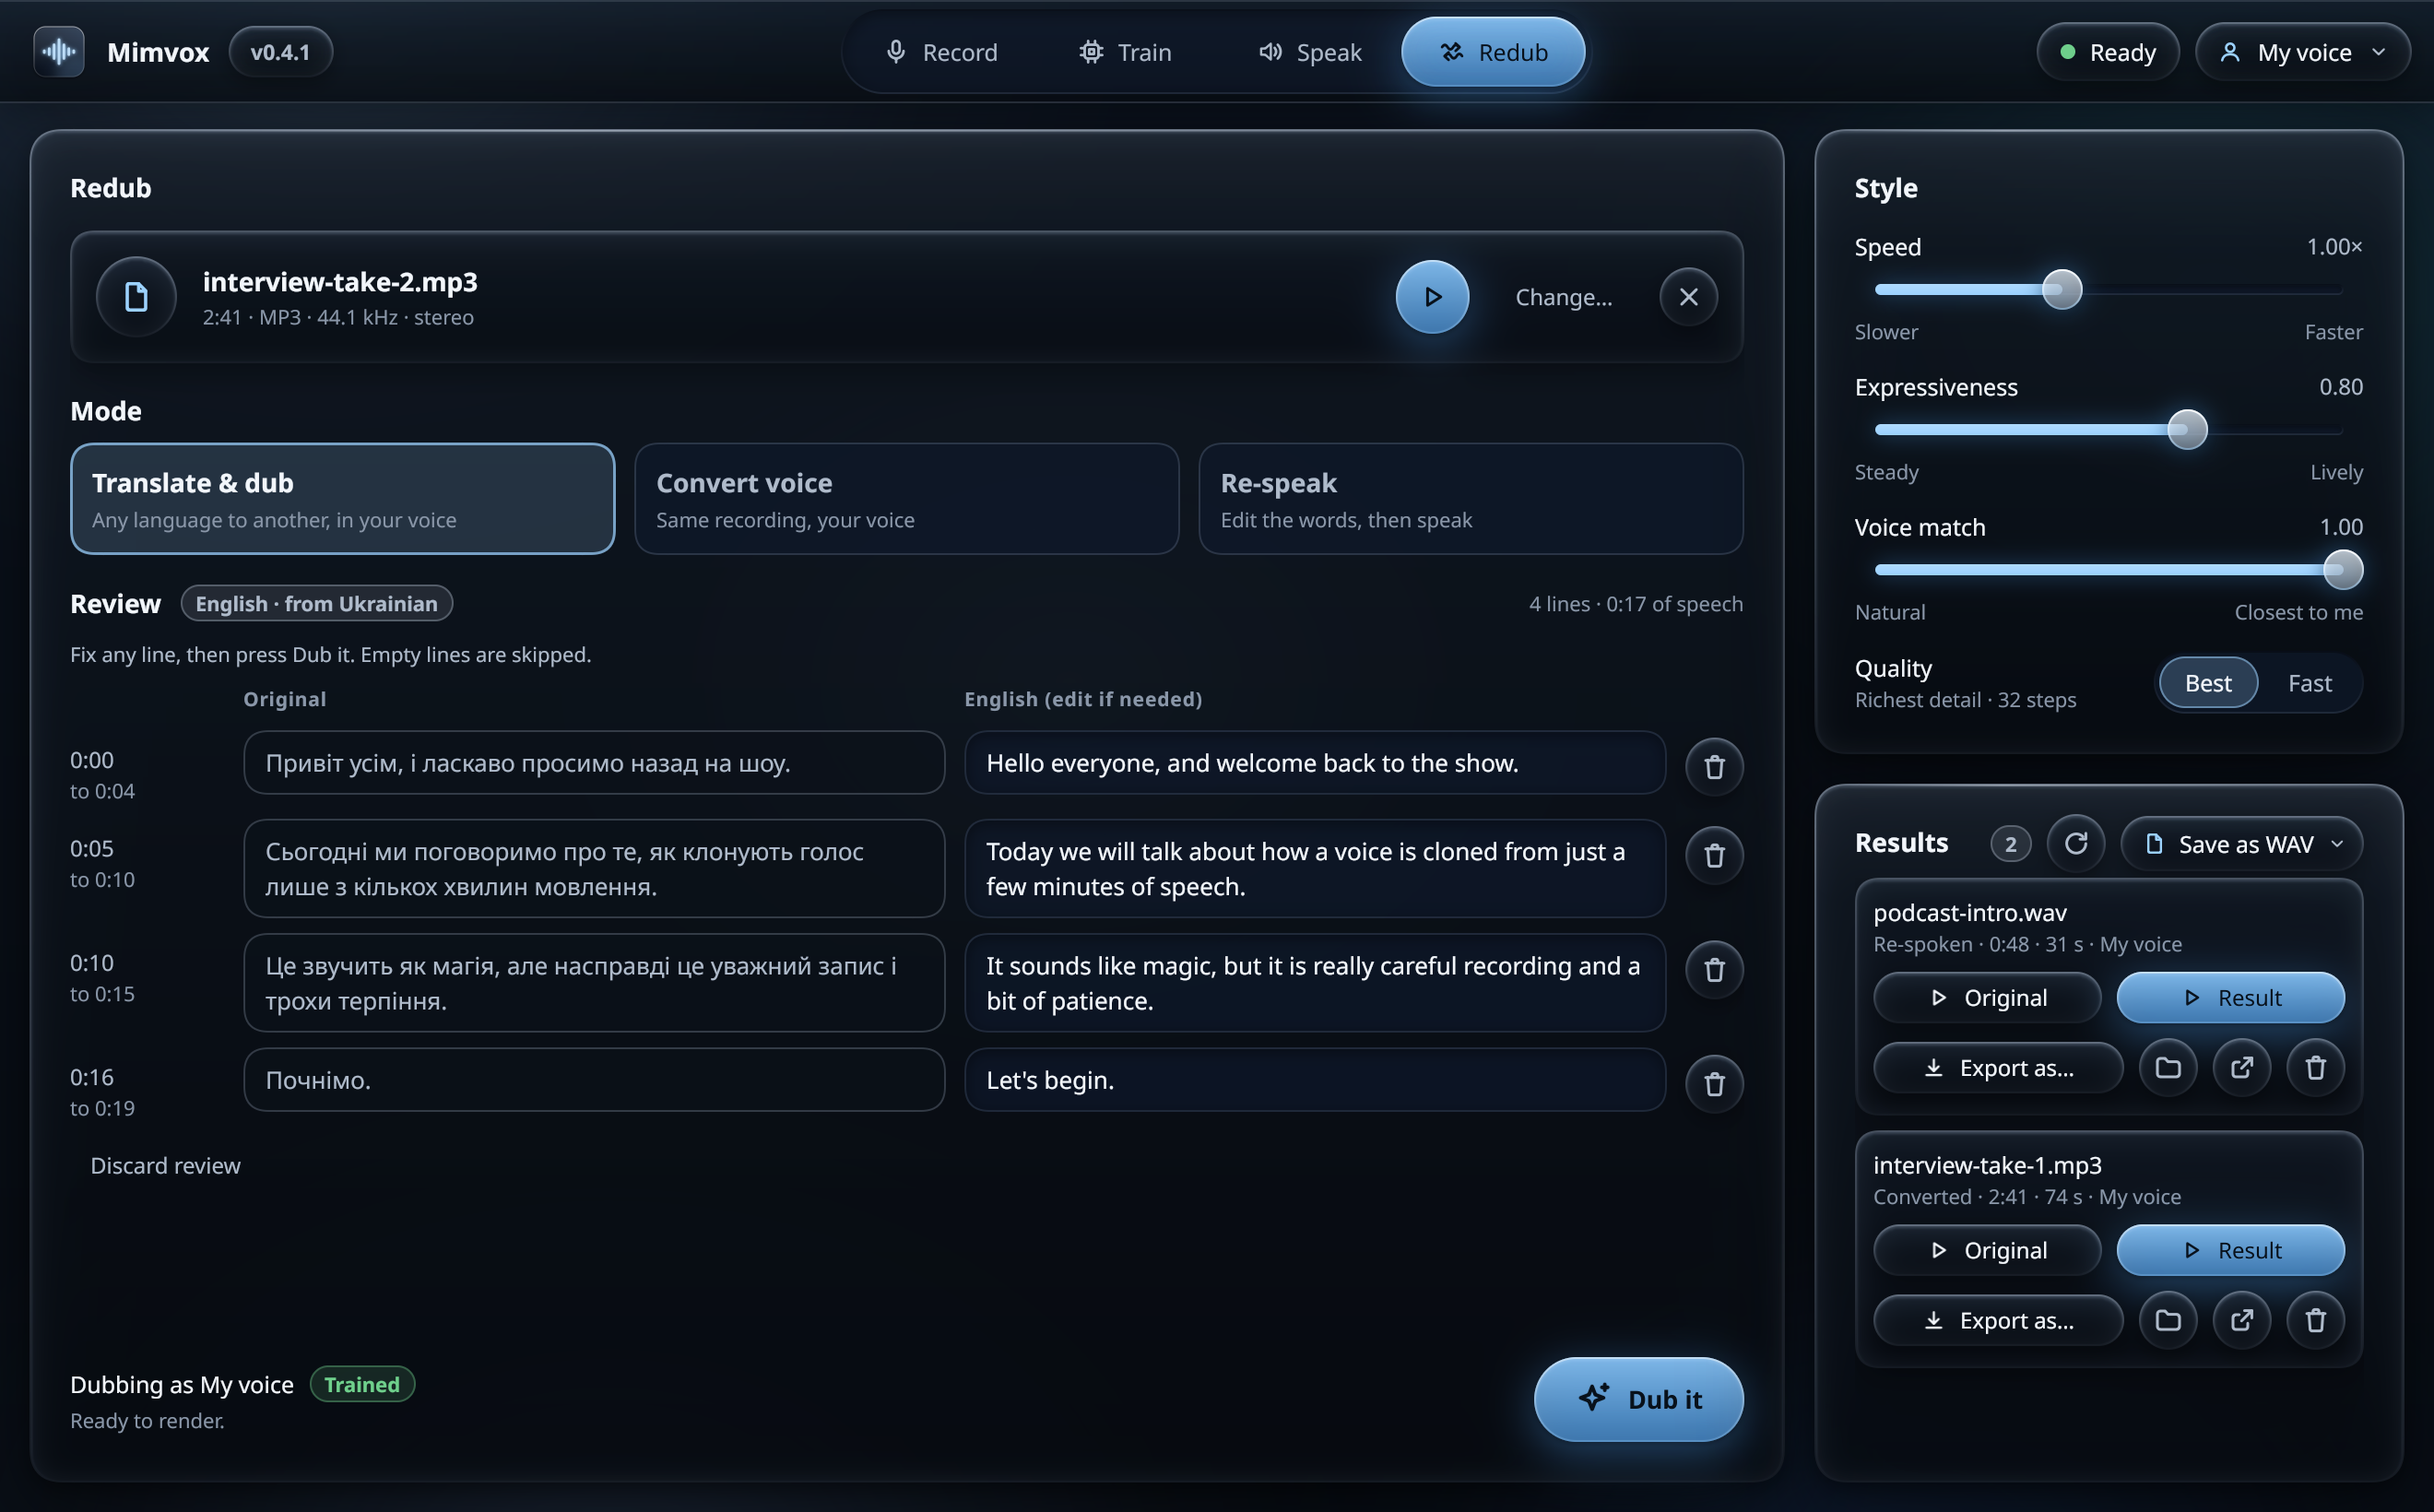 Mimvox
v0.4.1
Record
Train
Speak
Redub
Ready
My voice
Redub
interview-take-2.mp3
2:41 · MP3 · 44.1 kHz · stereo
Change...
Mode
Translate & dub
Any language to another, in your voice
Convert voice
Same recording, your voice
Re-speak
Edit the words, then speak
Review
English · from Ukrainian
4 lines · 0:17 of speech
Fix any line, then press Dub it. Empty lines are skipped.
Original
English (edit if needed)
0:00
to 0:04
Привіт усім, і ласкаво просимо назад на шоу.
Hello everyone, and welcome back to the show.
0:05
to 0:10
Сьогодні ми поговоримо про те, як клонують голос
лише з кількох хвилин мовлення.
Today we will talk about how a voice is cloned from just a
few minutes of speech.
0:10
to 0:15
Це звучить як магія, але насправді це уважний запис і
трохи терпіння.
It sounds like magic, but it is really careful recording and a
bit of patience.
0:16
to 0:19
Почнімо.
Let's begin.
Discard review
Dubbing as My voice
Trained
Ready to render.
Dub it
Style
Speed
1.00×
Slower
Faster
Expressiveness
0.80
Steady
Lively
Voice match
1.00
Natural
Closest to me
Quality
Richest detail · 32 steps
Best
Fast
Results
2
Save as WAV
podcast-intro.wav
Re-spoken · 0:48 · 31 s · My voice
Original
Result
Export as...
interview-take-1.mp3
Converted · 2:41 · 74 s · My voice
Original
Result
Export as...